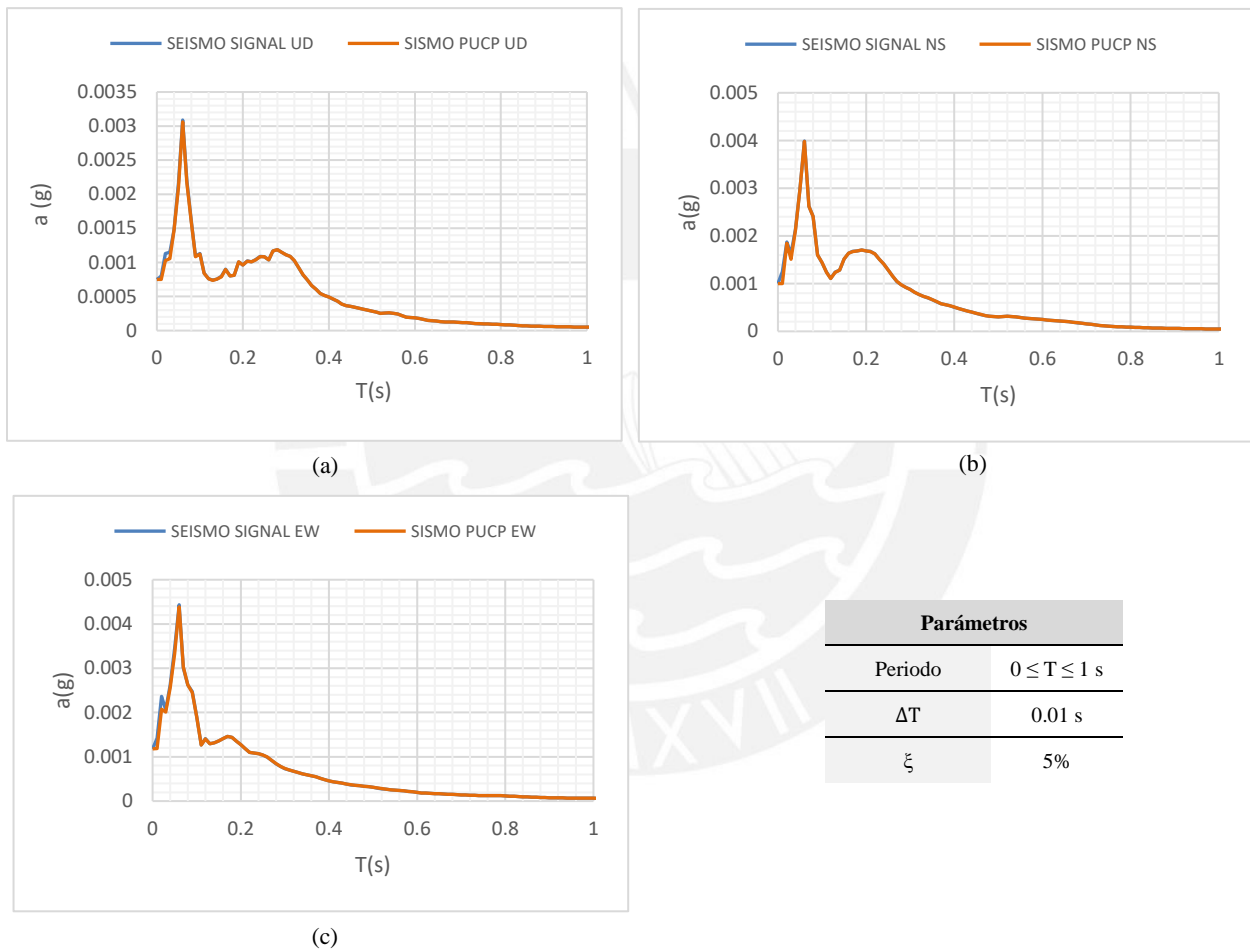 SEISMO SIGNAL UD SISMO PUCP UD
a (g)
0.0035
0.003
0.0025
0.002
0.0015
0.001
0.0005
0
0 0.2 0.4 0.6 0.8 1
T(s)
(a)
SEISMO SIGNAL NS SISMO PUCP NS
a(g)
0.005
0.004
0.003
0.002
0.001
0
0 0.2 0.4 0.6 0.8 1
T(s)
(b)
SEISMO SIGNAL EW SISMO PUCP EW
a(g)
0.005
0.004
0.003
0.002
0.001
0
0 0.2 0.4 0.6 0.8 1
T(s)
(c)
Parámetros
Periodo 0 ≤ T ≤ 1 s
ΔT 0.01 s
ξ 5%
XVII